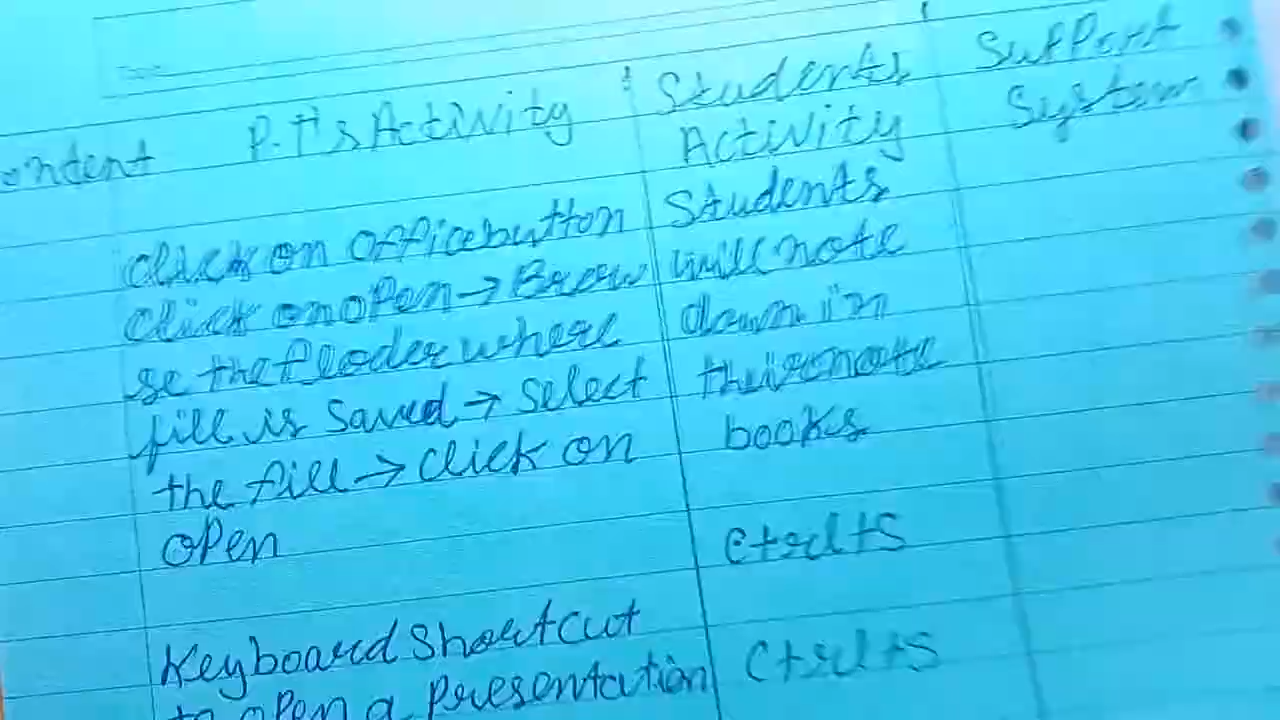 P.T's Activity
Students Activity
Support System
Click on Officebutton
Click on open → Brow
se the floder where
fill is saved → select
the fill → click on
open
Keyboard Shortcut
to open a presentation
Students
will note
down in
their note
books
Ctrl+S
Ctrl+S